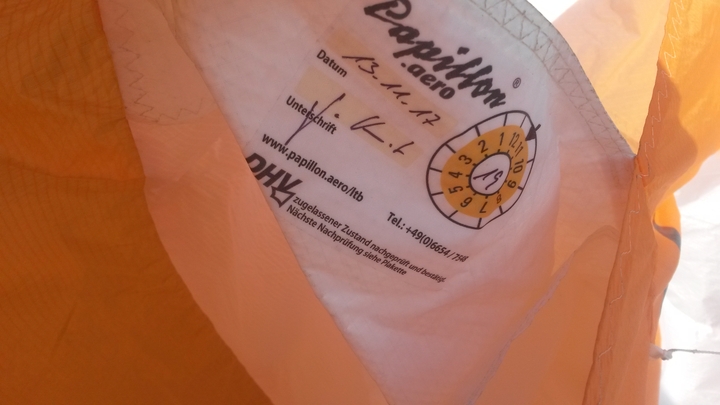 Papillon®
.aero
Datum 13.11.17
Unterschrift
www.papillon.aero/ltb
12 1 2 3 4 5 6 7 8 9 10 11
19
Tel.: +49(0)6654/7548
DHV
zugelassener Zustand nachgeprüft und bestätigt
Nächste Nachprüfung siehe Plakette